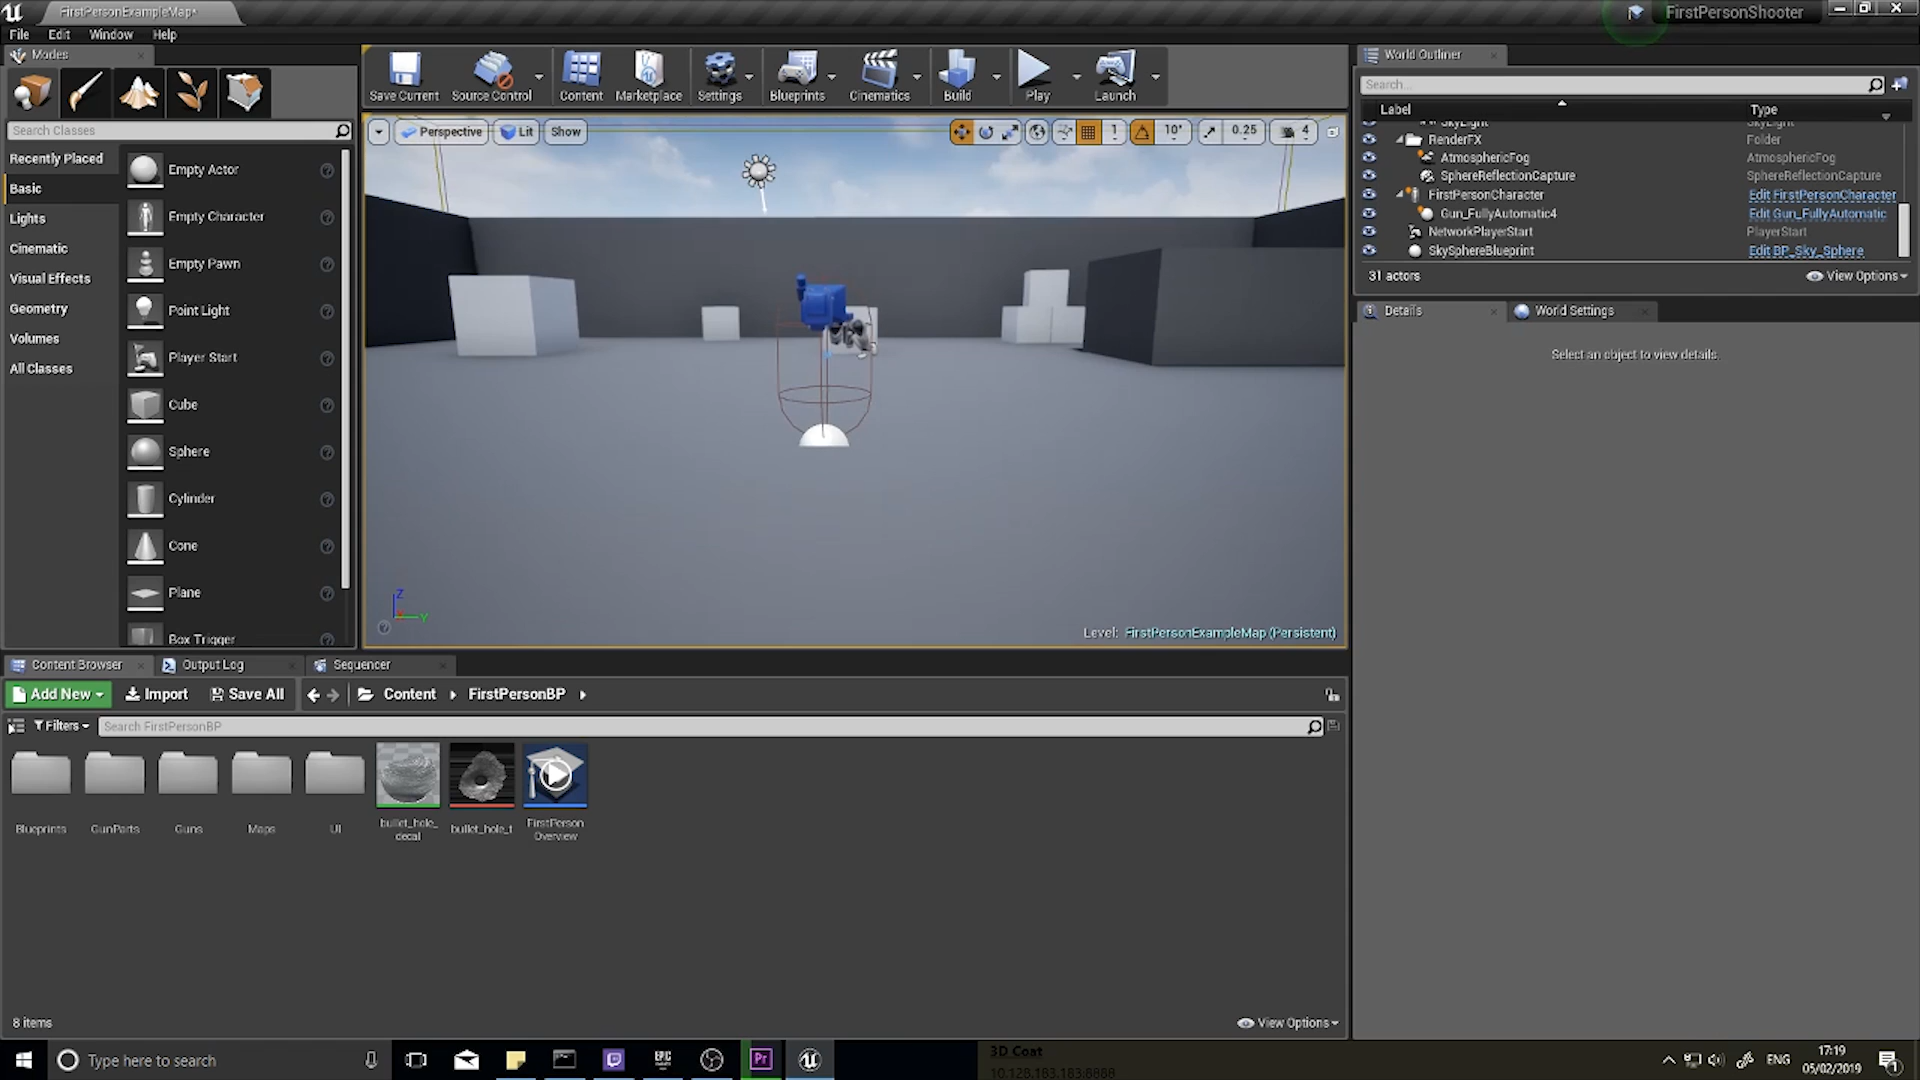 FirstPersonExampleMap*
FirstPersonShooter
File Edit Window Help
Modes
Save Current
Source Control
Content
Marketplace
Settings
Blueprints
Cinematics
Build
Play
Launch
Search Classes
Recently Placed
Basic
Lights
Cinematic
Visual Effects
Geometry
Volumes
All Classes
Empty Actor
Empty Character
Empty Pawn
Point Light
Player Start
Cube
Sphere
Cylinder
Cone
Plane
Box Trigger
Perspective
Lit
Show
1
10°
0.25
4
Z
Y
Level: FirstPersonExampleMap (Persistent)
World Outliner
Search...
Label Type
SkyLight
RenderFX Folder
AtmosphericFog AtmosphericFog
SphereReflectionCapture SphereReflectionCapture
FirstPersonCharacter Edit FirstPersonCharacter
Gun_FullyAutomatic4 Edit Gun_FullyAutomatic
NetworkPlayerStart PlayerStart
SkySphereBlueprint Edit BP_Sky_Sphere
31 actors
View Options
Details
World Settings
Select an object to view details.
Content Browser
Output Log
Sequencer
Add New
Import
Save All
Content
FirstPersonBP
Filters
Search FirstPersonBP
Blueprints
GunParts
Guns
Maps
UI
bullet_hole_
decal
bullet_hole_t
FirstPerson
Overview
8 items
View Options
Type here to search
EPIC
Pr
3D Coat
10.128.183.183:8888
ENG
17:19
05/02/2019
1